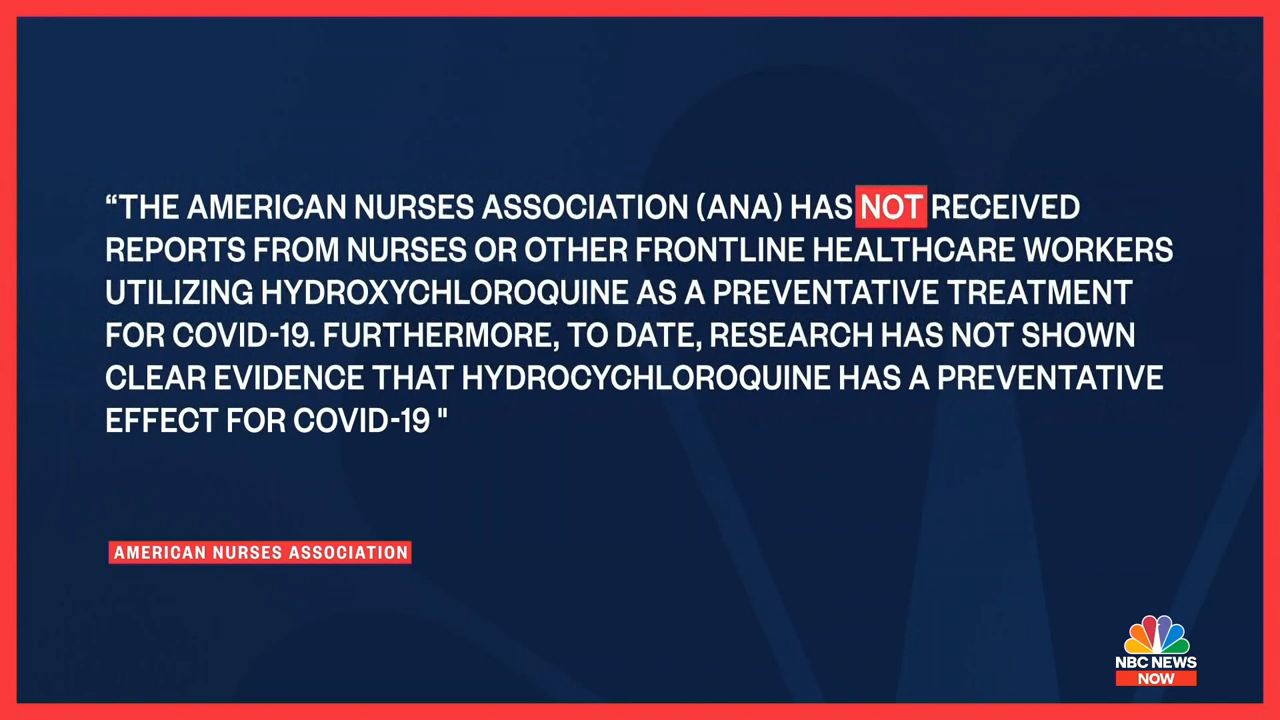 “THE AMERICAN NURSES ASSOCIATION (ANA) HAS NOT RECEIVED
REPORTS FROM NURSES OR OTHER FRONTLINE HEALTHCARE WORKERS
UTILIZING HYDROXYCHLOROQUINE AS A PREVENTATIVE TREATMENT
FOR COVID-19. FURTHERMORE, TO DATE, RESEARCH HAS NOT SHOWN
CLEAR EVIDENCE THAT HYDROCYCHLOROQUINE HAS A PREVENTATIVE
EFFECT FOR COVID-19 "
AMERICAN NURSES ASSOCIATION
NBC NEWS
NOW